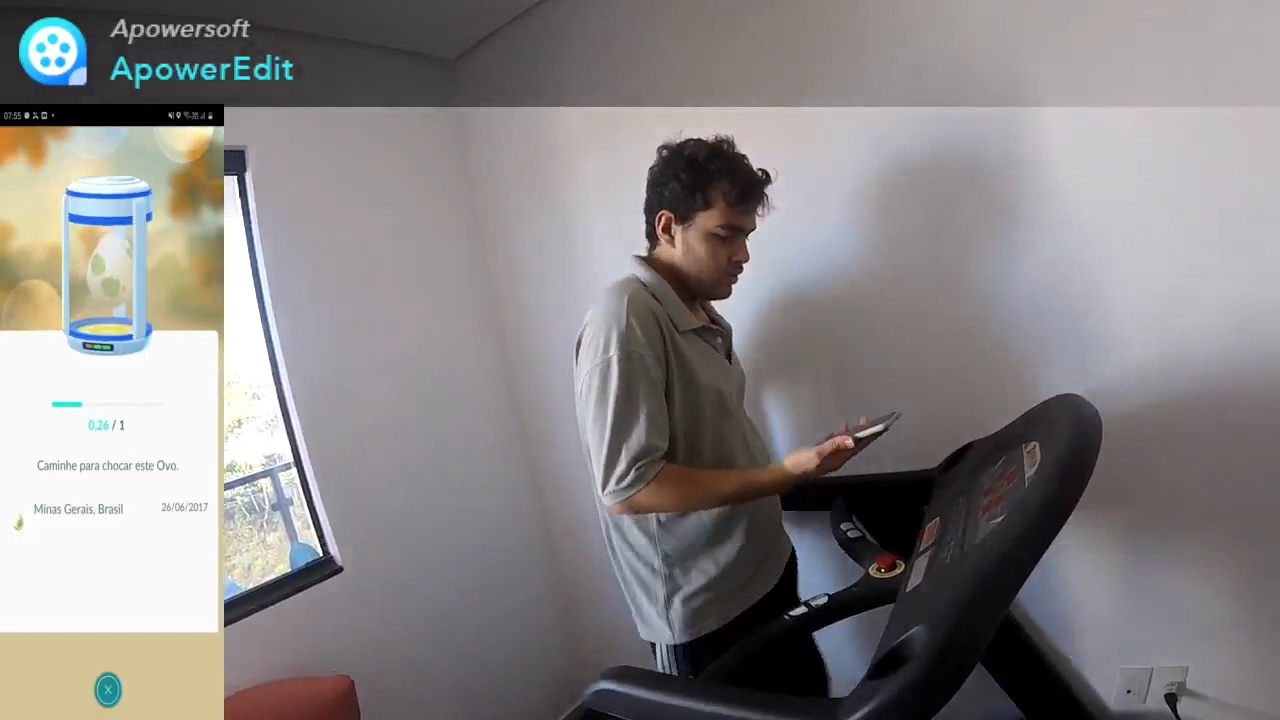 Apowersoft
ApowerEdit
07:55
0.26 / 1
Caminhe para chocar este Ovo.
Minas Gerais, Brasil
26/06/2017